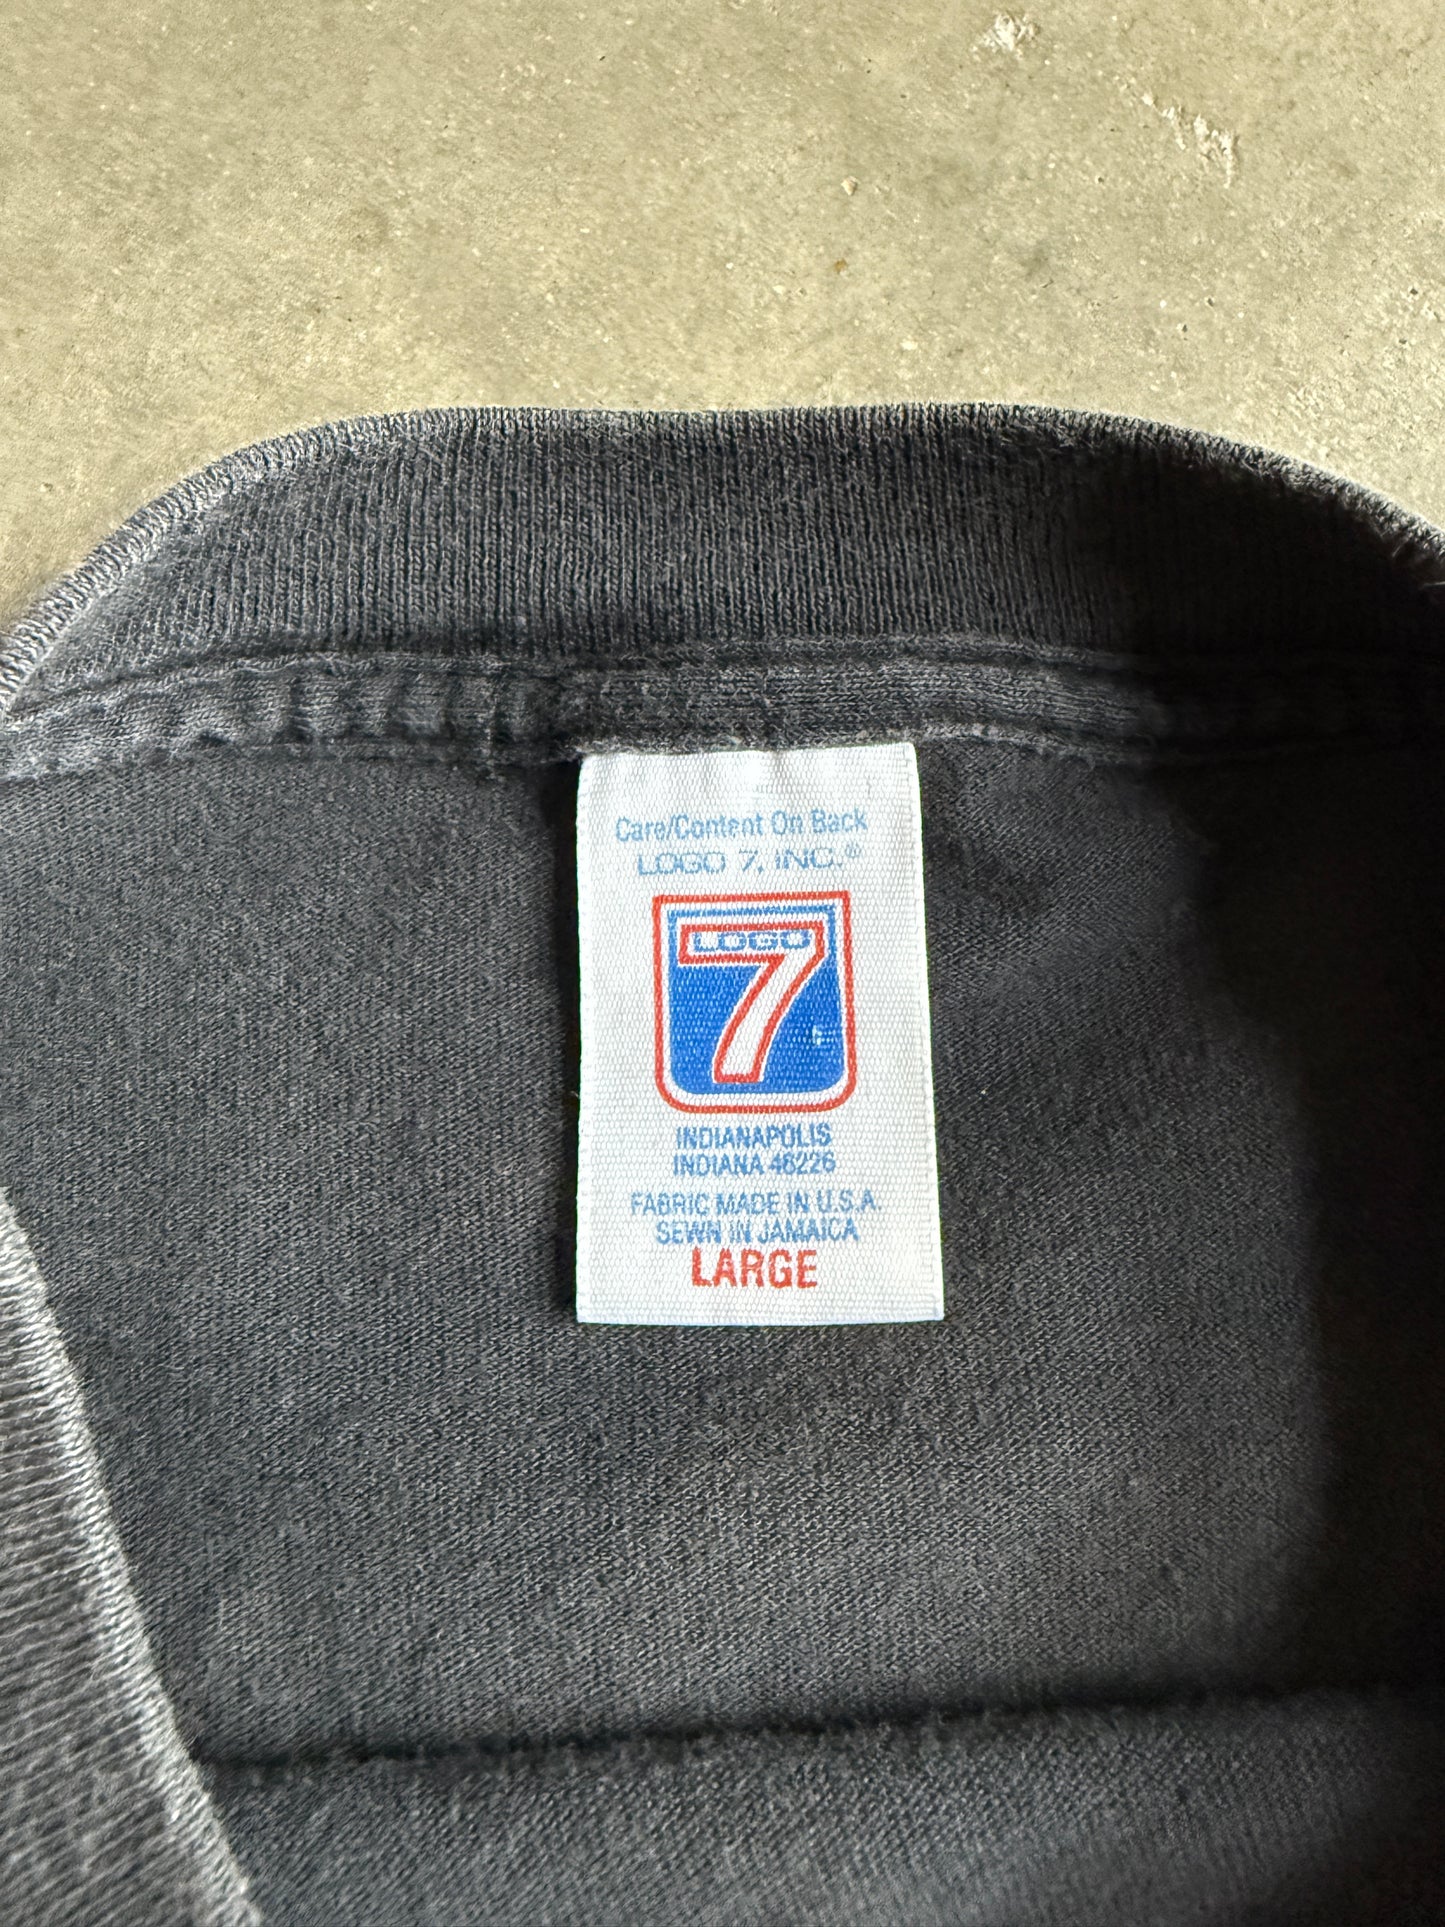 Care/Content On Back
LOGO 7, INC.®
LOGO
7
INDIANAPOLIS
INDIANA 46226
FABRIC MADE IN U.S.A.
SEWN IN JAMAICA
LARGE